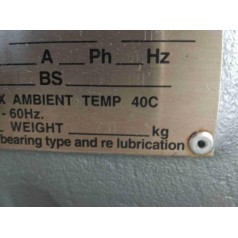 A Ph Hz
BS
X AMBIENT TEMP 40C
- 60Hz.
WEIGHT kg
bearing type and re lubrication